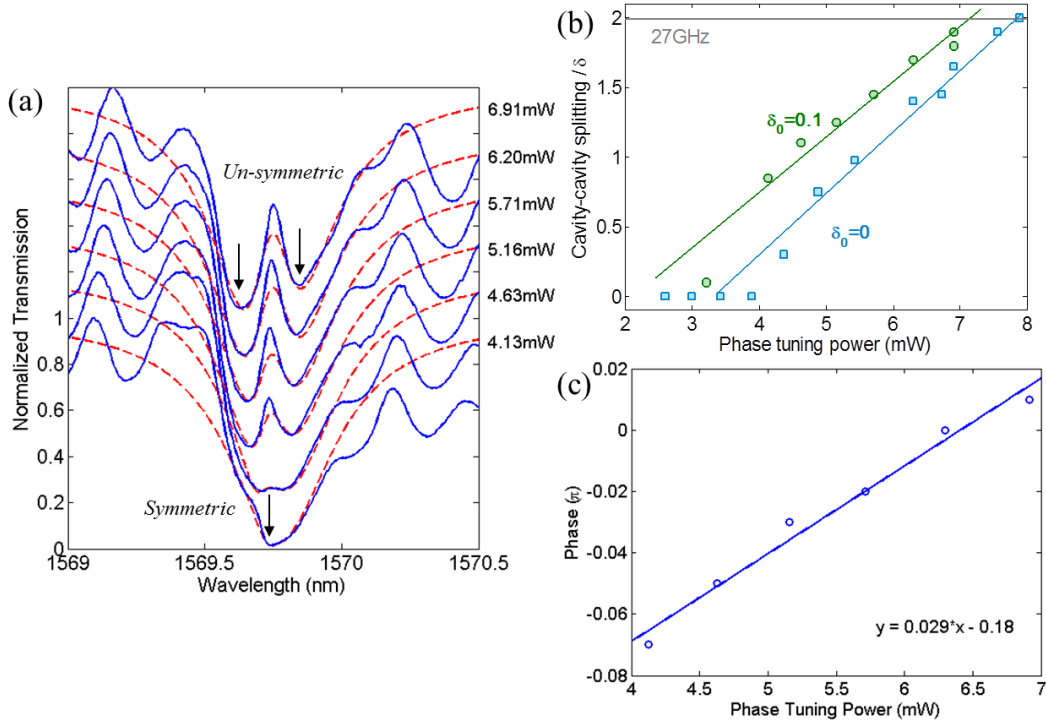 (a)
Normalized Transmission
1
0.8
0.6
0.4
0.2
0
Un-symmetric
Symmetric
6.91mW
6.20mW
5.71mW
5.16mW
4.63mW
4.13mW
1569 1569.5 1570 1570.5
Wavelength (nm)
(b)
Cavity-cavity splitting / δ
2
1.5
1
0.5
0
27GHz
δ0=0.1
δ0=0
2 3 4 5 6 7 8
Phase tuning power (mW)
(c)
Phase (π)
0.02
0
-0.02
-0.04
-0.06
-0.08
y = 0.029*x - 0.18
4 4.5 5 5.5 6 6.5 7
Phase Tuning Power (mW)